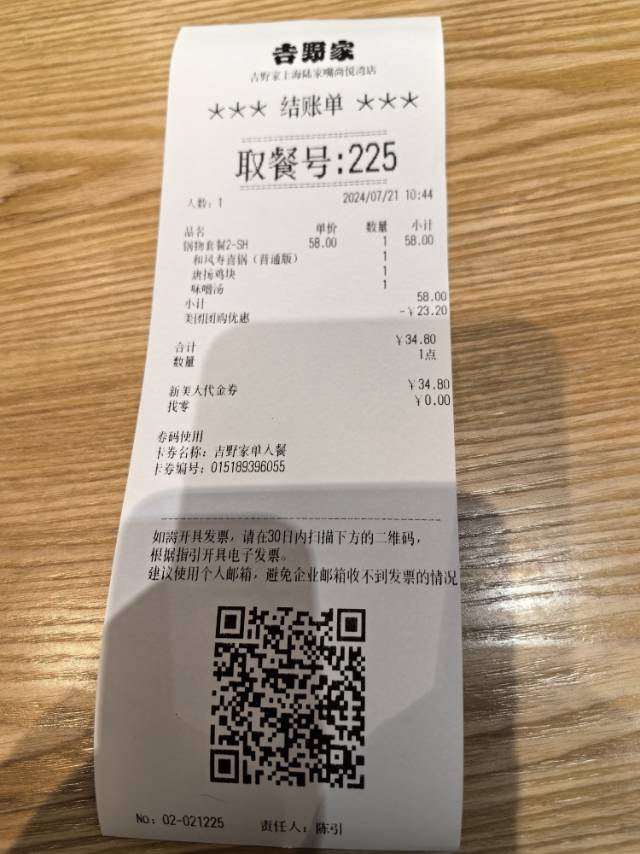 吉野家
吉野家上海陆家嘴尚悦湾店
*** 结账单 ***
取餐号:225
人数: 1 2024/07/21 10:44
品名 单价 数量 小计
锅物套餐2-SH 58.00 1 58.00
和风寿喜锅（普通版） 1
唐扬鸡块 1
味噌汤 1
小计 58.00
美团团购优惠 -¥23.20
合计 ¥34.80
数量 1点
新美大代金券 ¥34.80
找零 ¥0.00
券码使用
卡券名称: 吉野家单人餐
卡券编号: 015189396055
如需开具发票, 请在30日内扫描下方的二维码,
根据指引开具电子发票。
建议使用个人邮箱, 避免企业邮箱收不到发票的情况
No: 02-021225 责任人: 陈引